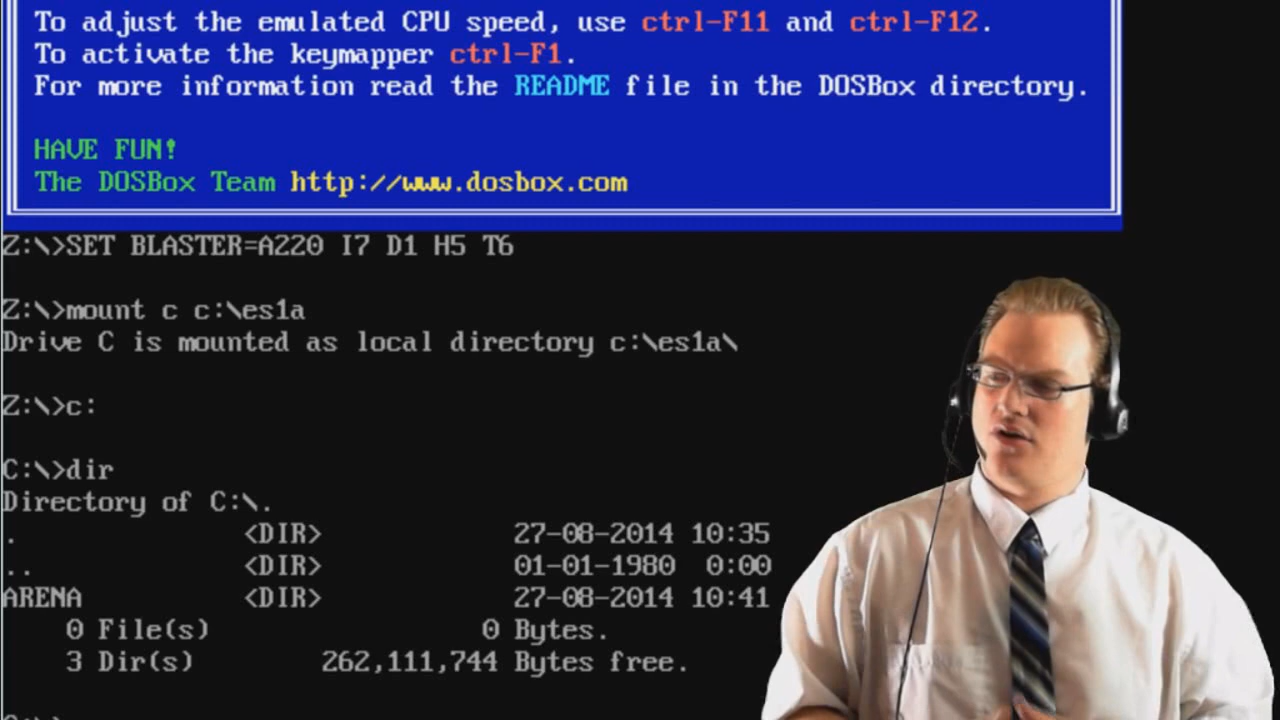 To adjust the emulated CPU speed, use ctrl-F11 and ctrl-F12.
To activate the keymapper ctrl-F1.
For more information read the README file in the DOSBox directory.
HAVE FUN!
The DOSBox Team http://www.dosbox.com
Z:\>SET BLASTER=A220 I7 D1 H5 T6
Z:\>mount c c:\es1a
Drive C is mounted as local directory c:\es1a\
Z:\>c:
C:\>dir
Directory of C:\.
. <DIR> 27-08-2014 10:35
.. <DIR> 01-01-1980 0:00
ARENA <DIR> 27-08-2014 10:41
0 File(s) 0 Bytes.
3 Dir(s) 262,111,744 Bytes free.